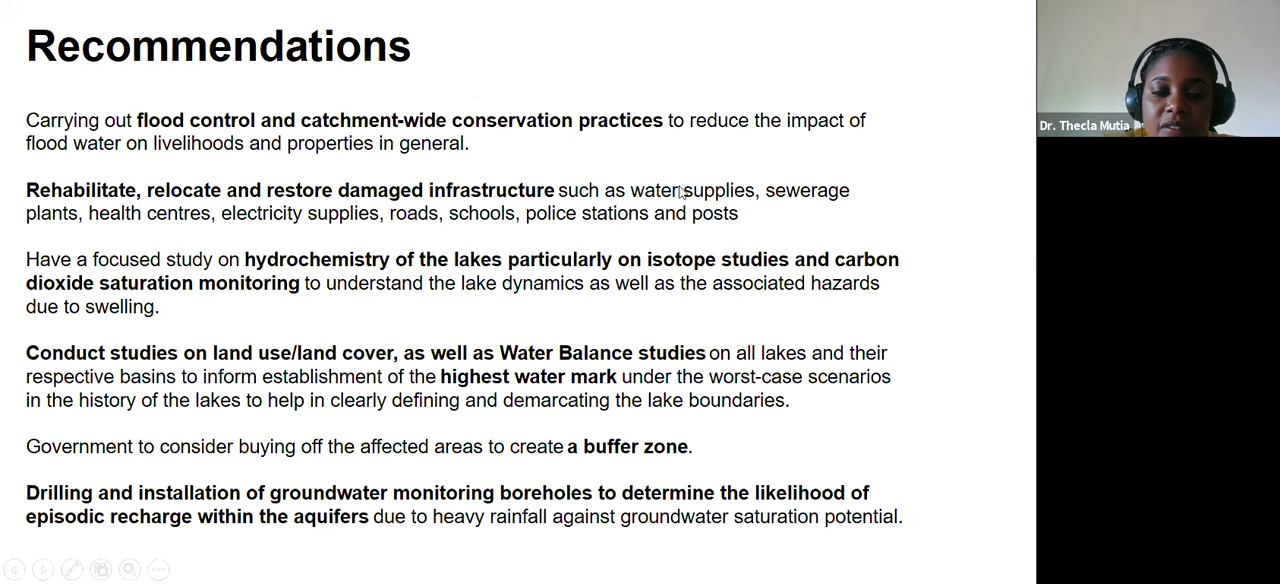 Recommendations
Carrying out flood control and catchment-wide conservation practices to reduce the impact of
flood water on livelihoods and properties in general.
Rehabilitate, relocate and restore damaged infrastructure such as water supplies, sewerage
plants, health centres, electricity supplies, roads, schools, police stations and posts
Have a focused study on hydrochemistry of the lakes particularly on isotope studies and carbon
dioxide saturation monitoring to understand the lake dynamics as well as the associated hazards
due to swelling.
Conduct studies on land use/land cover, as well as Water Balance studies on all lakes and their
respective basins to inform establishment of the highest water mark under the worst-case scenarios
in the history of the lakes to help in clearly defining and demarcating the lake boundaries.
Government to consider buying off the affected areas to create a buffer zone.
Drilling and installation of groundwater monitoring boreholes to determine the likelihood of
episodic recharge within the aquifers due to heavy rainfall against groundwater saturation potential.
Dr. Thecla Mutia